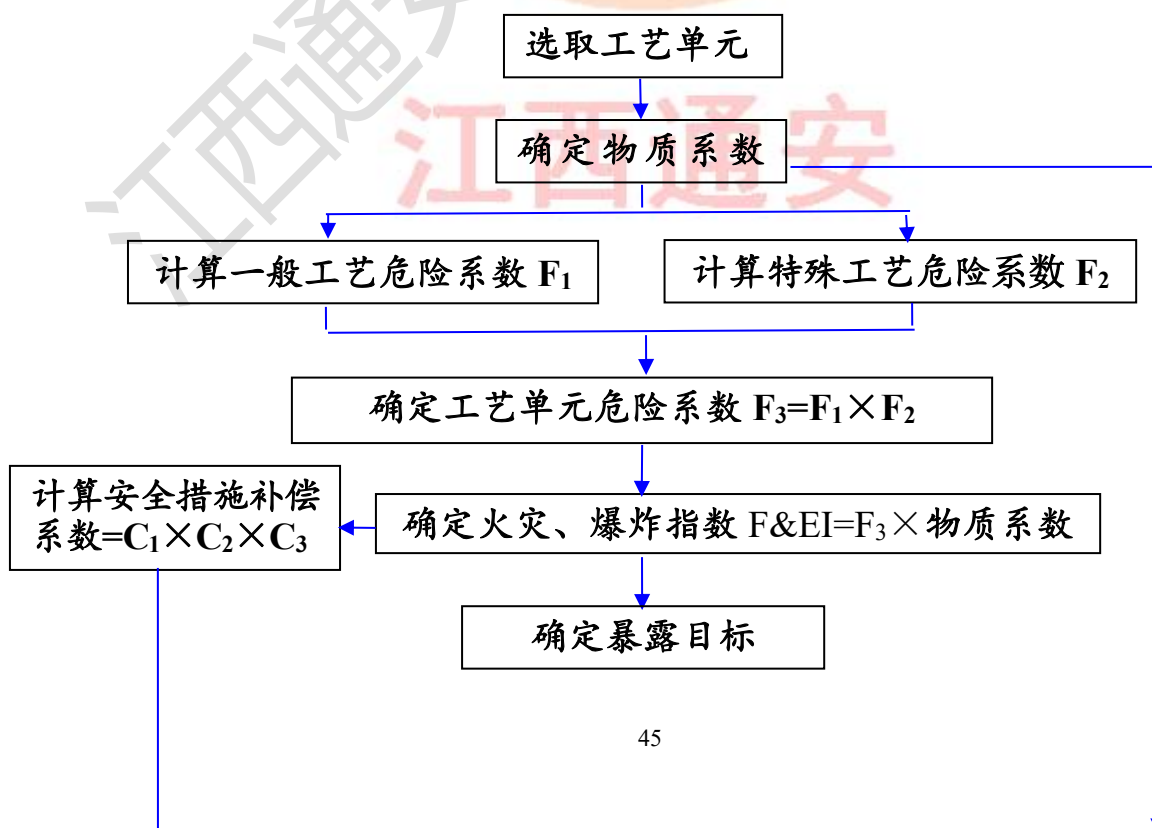 选取工艺单元
江西通安
江西通安
确定物质系数
计算一般工艺危险系数 F₁
计算特殊工艺危险系数 F₂
确定工艺单元危险系数 F₃=F₁×F₂
计算安全措施补偿
系数=C₁×C₂×C₃
确定火灾、爆炸指数 F&EI=F₃×物质系数
确定暴露目标
45